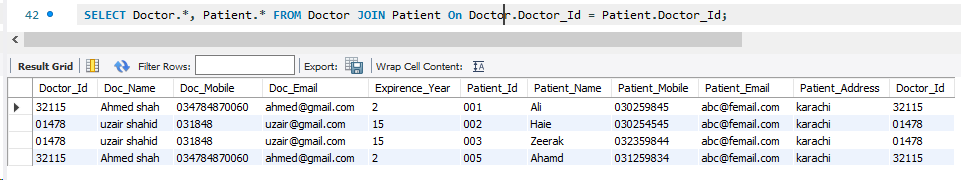 42 SELECT Doctor.*, Patient.* FROM Doctor JOIN Patient On Doctor.Doctor_Id = Patient.Doctor_Id;
Result Grid Filter Rows: Export: Wrap Cell Content:
Doctor_Id Doc_Name Doc_Mobile Doc_Email Expirence_Year Patient_Id Patient_Name Patient_Mobile Patient_Email Patient_Address Doctor_Id
32115 Ahmed shah 034784870060 ahmed@gmail.com 2 001 Ali 030259845 abc@femail.com karachi 32115
01478 uzair shahid 031848 uzair@gmail.com 15 002 Haie 030254545 abc@femail.com karachi 01478
01478 uzair shahid 031848 uzair@gmail.com 15 003 Zeerak 032359844 abc@femail.com karachi 01478
32115 Ahmed shah 034784870060 ahmed@gmail.com 2 005 Ahamd 031259834 abc@femail.com karachi 32115